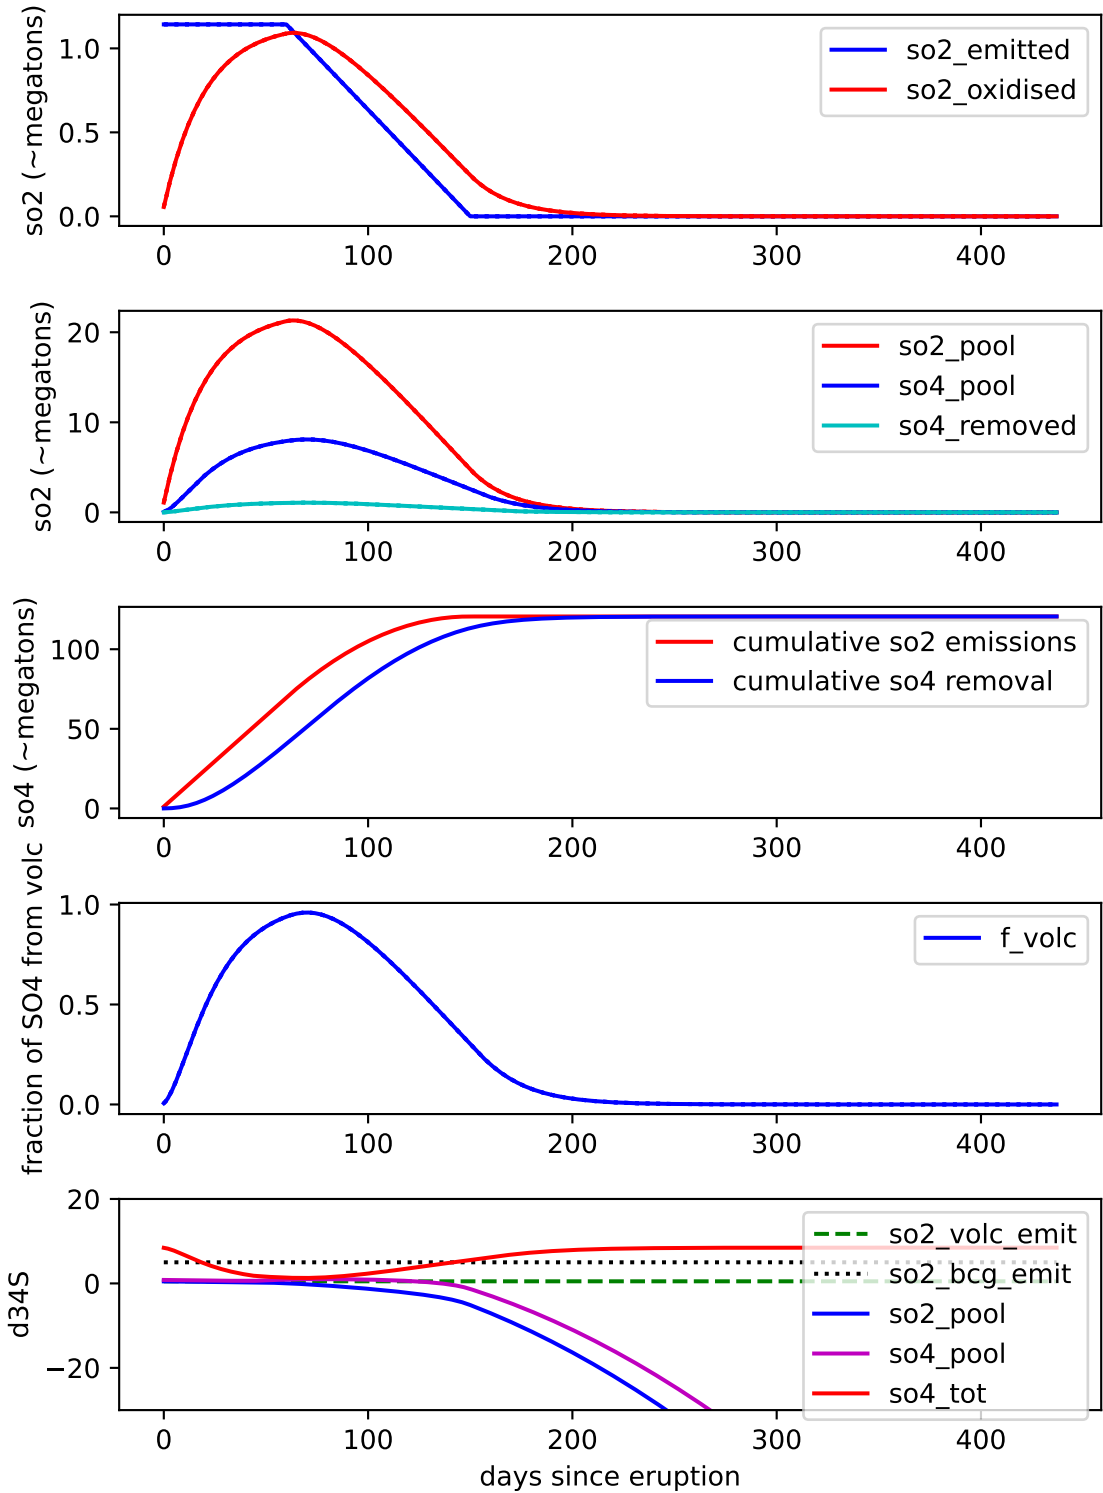 so2 (~megatons)
1.0
0.5
0.0
so2_emitted
so2_oxidised
0 100 200 300 400
so2 (~megatons)
20
10
0
so2_pool
so4_pool
so4_removed
0 100 200 300 400
so4 (~megatons)
100
50
0
cumulative so2 emissions
cumulative so4 removal
0 100 200 300 400
fraction of SO4 from volc
1.0
0.5
0.0
f_volc
0 100 200 300 400
d34S
20
0
−20
so2_volc_emit
so2_bcg_emit
so2_pool
so4_pool
so4_tot
0 100 200 300 400
days since eruption